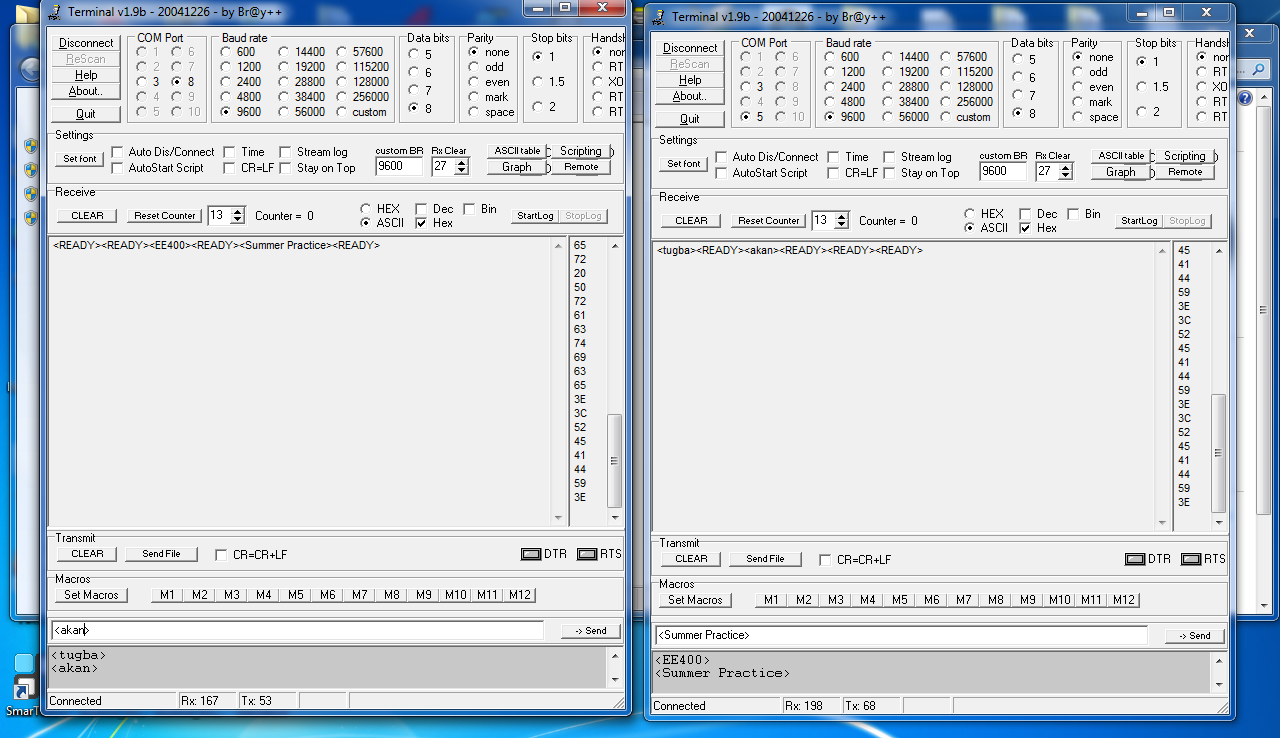 Terminal v1.9b - 20041226 - by Br@y++
Disconnect
ReScan
Help
About..
Quit
COM Port
1 6
2 7
3 8
4 9
5 10
Baud rate
600 14400 57600
1200 19200 115200
2400 28800 128000
4800 38400 256000
9600 56000 custom
Data bits
5
6
7
8
Parity
none
odd
even
mark
space
Stop bits
1
1.5
2
Handsh
non
RT
XO
RT
RT
Settings
Set font
Auto Dis/Connect Time Stream log
AutoStart Script CR=LF Stay on Top
custom BR Rx Clear
9600 27
ASCII table Scripting
Graph Remote
Receive
CLEAR Reset Counter 13 Counter = 0
HEX Dec Bin
ASCII Hex
StartLog StopLog
<READY><READY><EE400><READY><Summer Practice><READY>
65
72
20
50
72
61
63
74
69
63
65
3E
3C
52
45
41
44
59
3E
Transmit
CLEAR Send File CR=CR+LF DTR RTS
Macros
Set Macros M1 M2 M3 M4 M5 M6 M7 M8 M9 M10 M11 M12
<akan> -> Send
<tugba>
<akan>
Connected Rx: 167 Tx: 53
SmarT
Terminal v1.9b - 20041226 - by Br@y++
Disconnect
ReScan
Help
About..
Quit
COM Port
1 6
2 7
3 8
4 9
5 10
Baud rate
600 14400 57600
1200 19200 115200
2400 28800 128000
4800 38400 256000
9600 56000 custom
Data bits
5
6
7
8
Parity
none
odd
even
mark
space
Stop bits
1
1.5
2
Handsh
non
RT
XO
RT
RT
Settings
Set font
Auto Dis/Connect Time Stream log
AutoStart Script CR=LF Stay on Top
custom BR Rx Clear
9600 27
ASCII table Scripting
Graph Remote
Receive
CLEAR Reset Counter 13 Counter = 0
HEX Dec Bin
ASCII Hex
StartLog StopLog
<tugba><READY><akan><READY><READY><READY>
45
41
44
59
3E
3C
52
45
41
44
59
3E
3C
52
45
41
44
59
3E
Transmit
CLEAR Send File CR=CR+LF DTR RTS
Macros
Set Macros M1 M2 M3 M4 M5 M6 M7 M8 M9 M10 M11 M12
<Summer Practice> -> Send
<EE400>
<Summer Practice>
Connected Rx: 198 Tx: 68